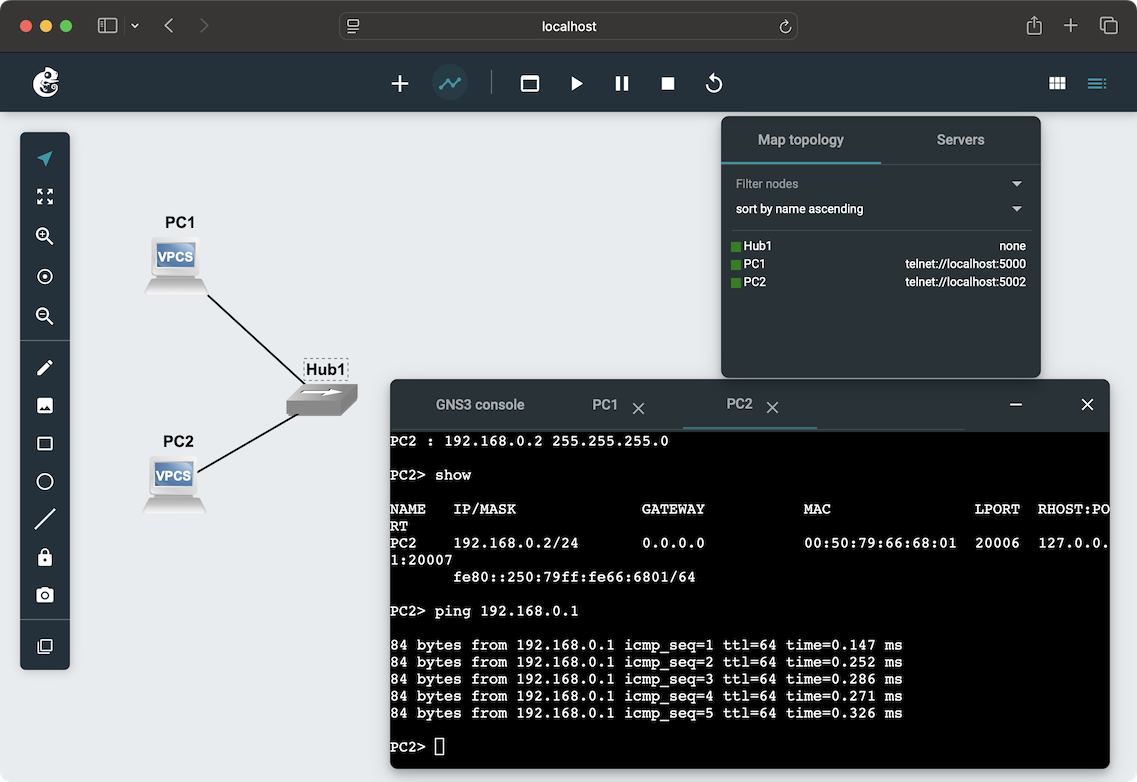 localhost
Map topology Servers
Filter nodes
sort by name ascending
Hub1 none
PC1 telnet://localhost:5000
PC2 telnet://localhost:5002
PC1
VPCS
Hub1
PC2
VPCS
GNS3 console PC1 PC2
PC2 : 192.168.0.2 255.255.255.0
PC2> show
NAME IP/MASK GATEWAY MAC LPORT RHOST:PO
RT
PC2 192.168.0.2/24 0.0.0.0 00:50:79:66:68:01 20006 127.0.0.
1:20007
fe80::250:79ff:fe66:6801/64
PC2> ping 192.168.0.1
84 bytes from 192.168.0.1 icmp_seq=1 ttl=64 time=0.147 ms
84 bytes from 192.168.0.1 icmp_seq=2 ttl=64 time=0.252 ms
84 bytes from 192.168.0.1 icmp_seq=3 ttl=64 time=0.286 ms
84 bytes from 192.168.0.1 icmp_seq=4 ttl=64 time=0.271 ms
84 bytes from 192.168.0.1 icmp_seq=5 ttl=64 time=0.326 ms
PC2>